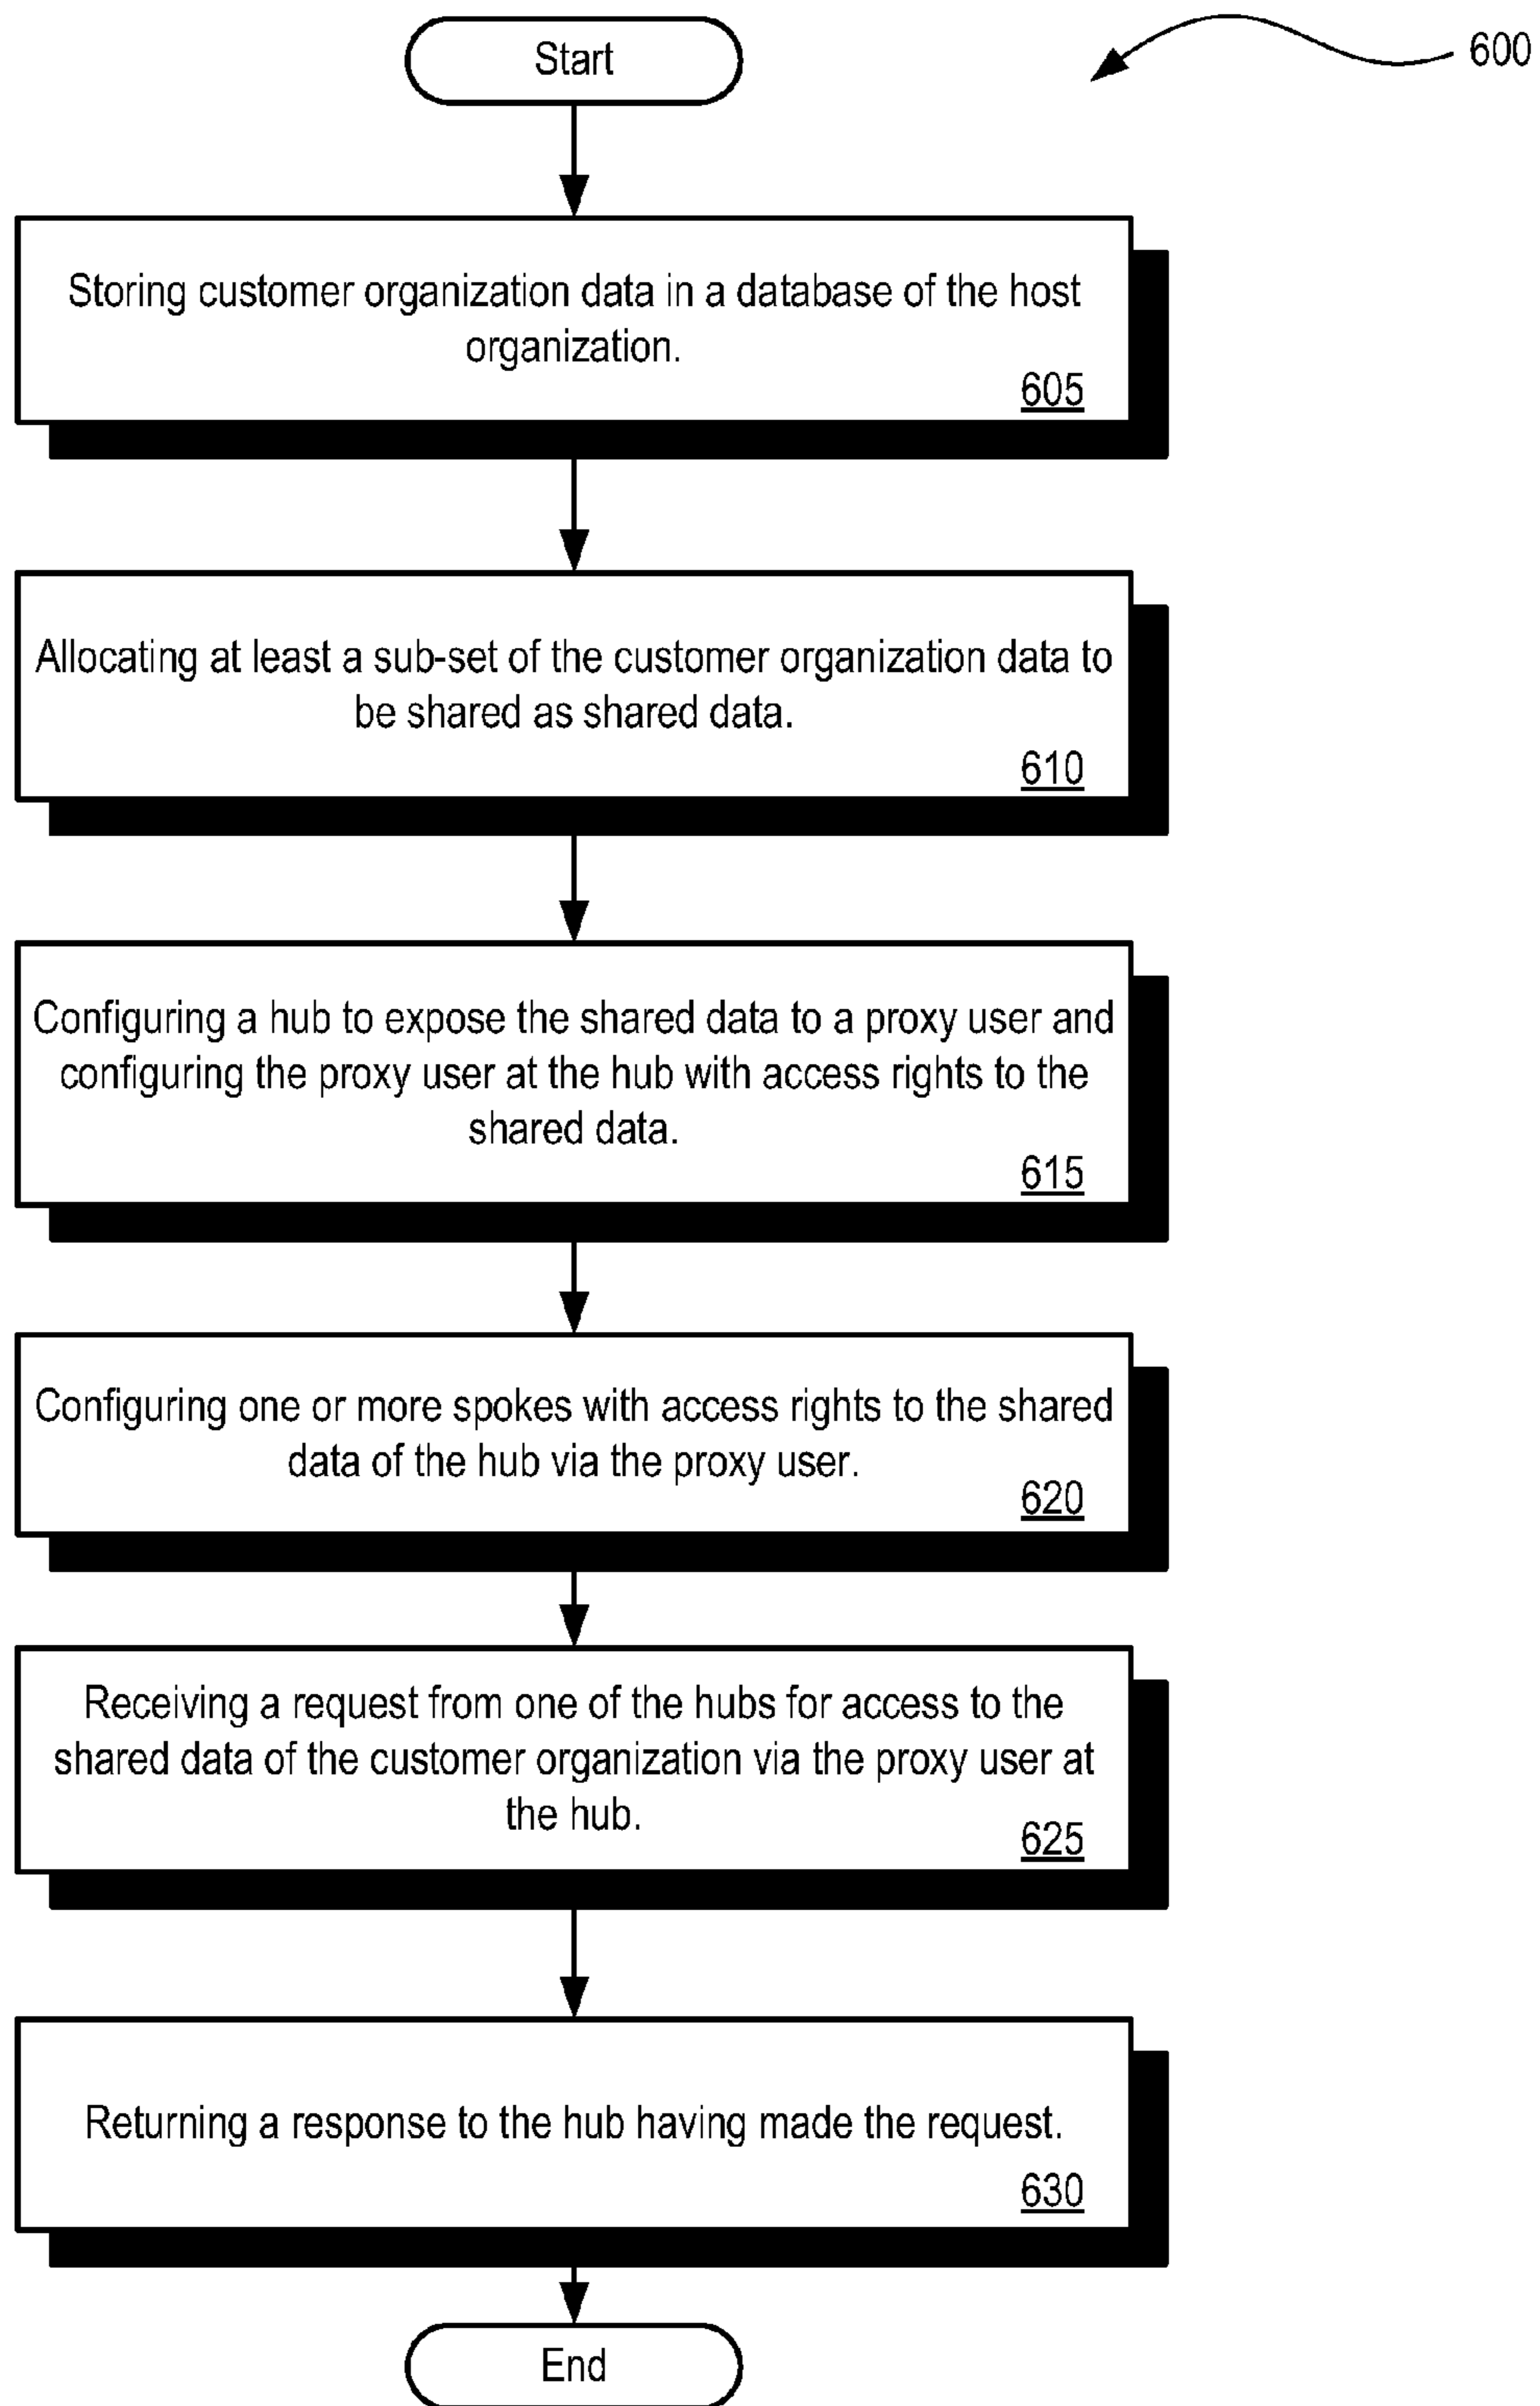 Start
600
Storing customer organization data in a database of the host
organization.
605
Allocating at least a sub-set of the customer organization data to
be shared as shared data.
610
Configuring a hub to expose the shared data to a proxy user and
configuring the proxy user at the hub with access rights to the
shared data.
615
Configuring one or more spokes with access rights to the shared
data of the hub via the proxy user.
620
Receiving a request from one of the hubs for access to the
shared data of the customer organization via the proxy user at
the hub.
625
Returning a response to the hub having made the request.
630
End